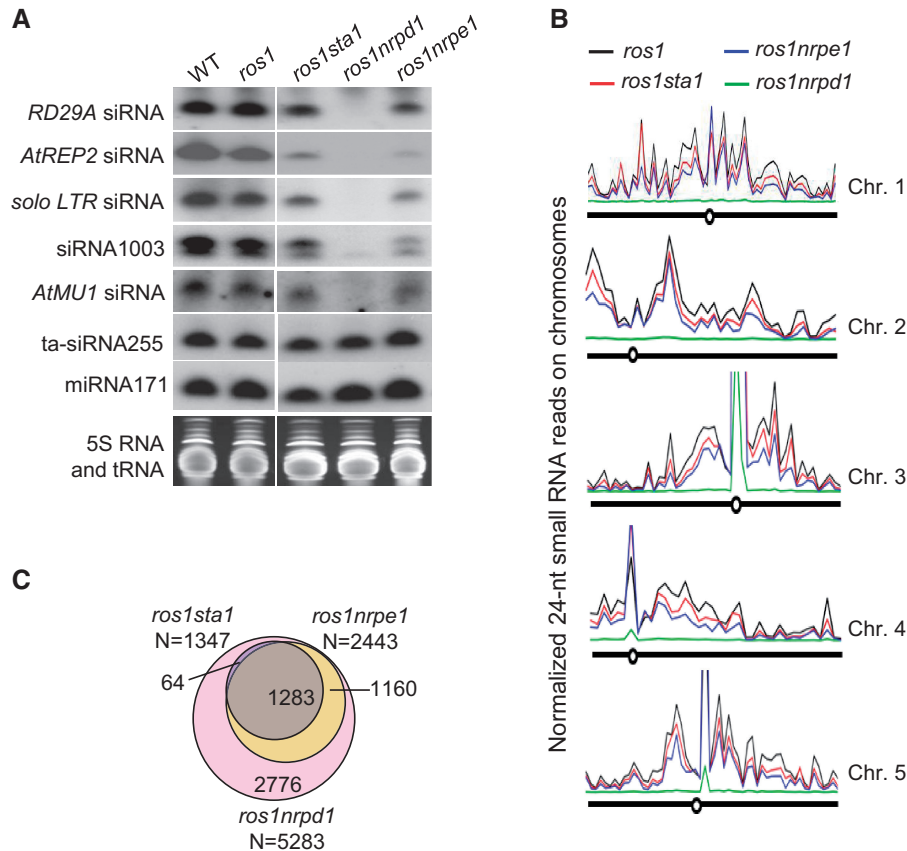 A
WT
ros1
ros1sta1
ros1nrpd1
ros1nrpe1
RD29A siRNA
AtREP2 siRNA
solo LTR siRNA
siRNA1003
AtMU1 siRNA
ta-siRNA255
miRNA171
5S RNA
and tRNA
B
ros1
ros1nrpe1
ros1sta1
ros1nrpd1
Normalized 24-nt small RNA reads on chromosomes
Chr. 1
Chr. 2
Chr. 3
Chr. 4
Chr. 5
C
ros1sta1
N=1347
ros1nrpe1
N=2443
64
1283
1160
2776
ros1nrpd1
N=5283